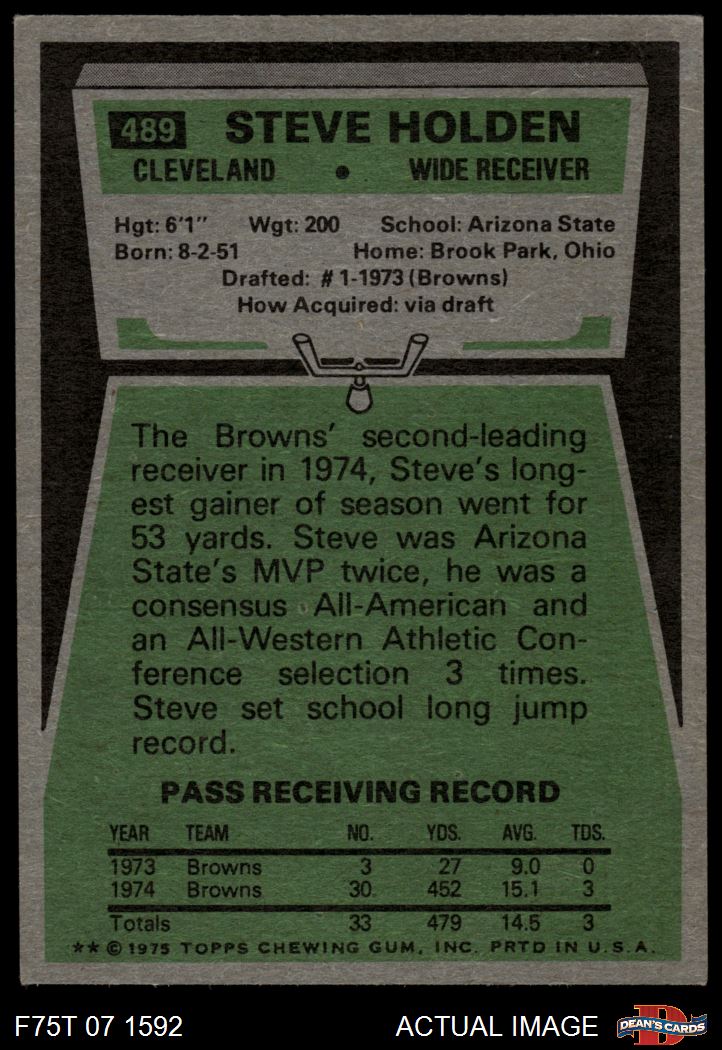 489 STEVE HOLDEN
CLEVELAND • WIDE RECEIVER
Hgt: 6'1" Wgt: 200 School: Arizona State
Born: 8-2-51 Home: Brook Park, Ohio
Drafted: #1-1973 (Browns)
How Acquired: via draft
The Browns' second-leading
receiver in 1974, Steve's long-
est gainer of season went for
53 yards. Steve was Arizona
State's MVP twice, he was a
consensus All-American and
an All-Western Athletic Con-
ference selection 3 times.
Steve set school long jump
record.
PASS RECEIVING RECORD
YEAR TEAM NO. YDS. AVG. TDS.
1973 Browns 3 27 9.0 0
1974 Browns 30 452 15.1 3
Totals 33 479 14.5 3
** © 1975 TOPPS CHEWING GUM, INC. PRTD IN U.S.A.
F75T 07 1592 ACTUAL IMAGE D DEAN'S CARDS